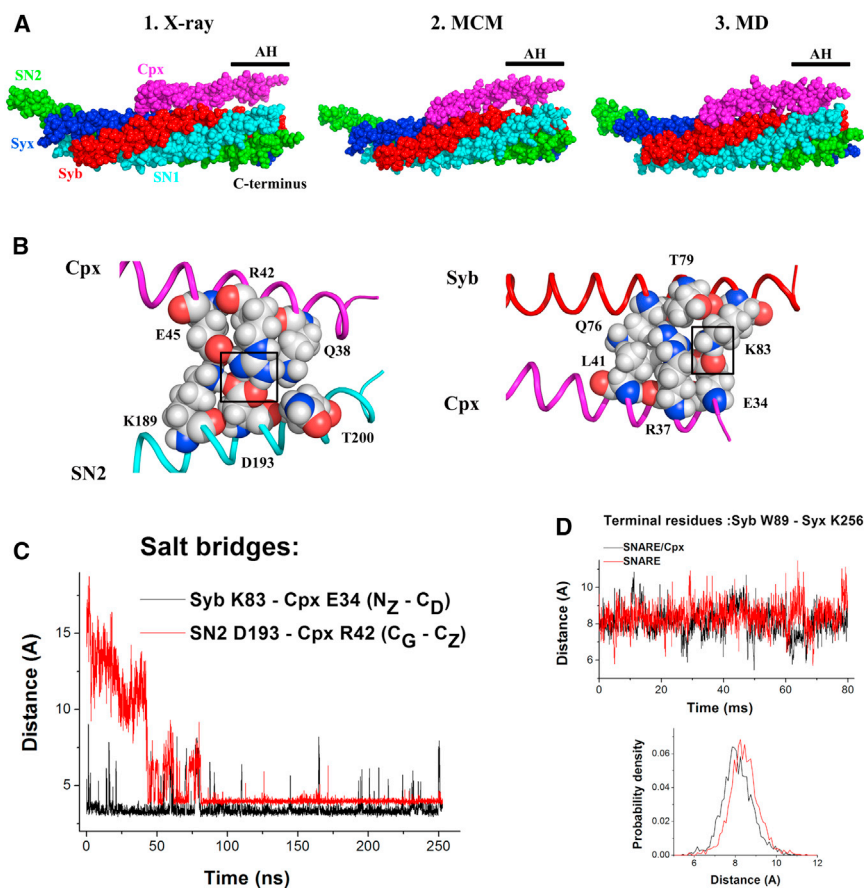 A
1. X-ray
2. MCM
3. MD
AH
AH
AH
SN2
Cpx
Syx
Syb
SN1
C-terminus
B
Cpx
R42
E45
Q38
K189
T200
D193
SN2
T79
Syb
Q76
K83
L41
Cpx
E34
R37
C
Salt bridges:
Syb K83 - Cpx E34 (NZ - CD)
SN2 D193 - Cpx R42 (CG - CZ)
Distance (A)
15
10
5
0
50
100
150
200
250
Time (ns)
D
Terminal residues :Syb W89 - Syx K256
SNARE/Cpx
SNARE
Distance (A)
10
8
6
0
20
40
60
80
Time (ms)
Probability density
0.06
0.04
0.02
0.00
6
8
10
12
Distance (A)